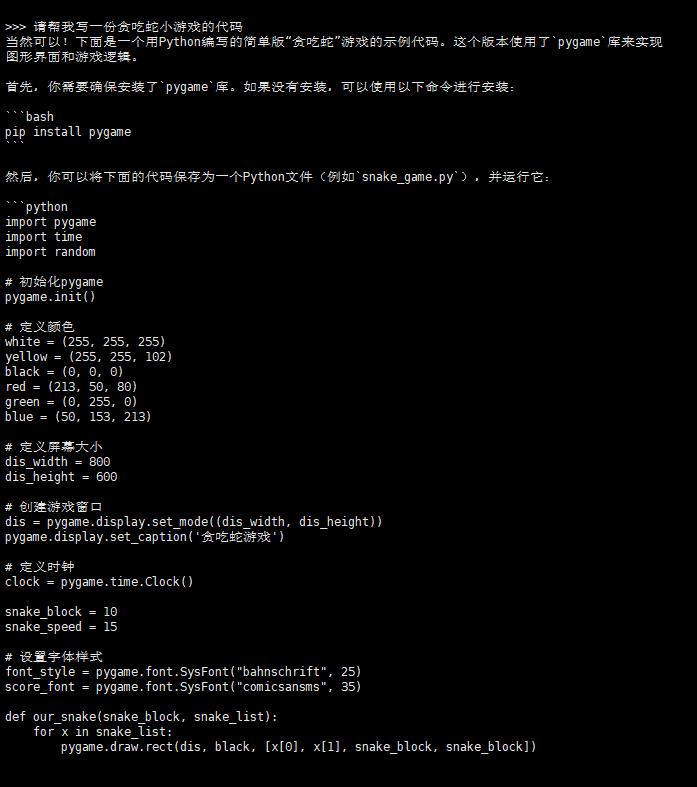 >>> 请帮我写一份贪吃蛇小游戏的代码
当然可以！下面是一个用Python编写的简单版“贪吃蛇”游戏的示例代码。这个版本使用了`pygame`库来实现
图形界面和游戏逻辑。
首先，你需要确保安装了`pygame`库。如果没有安装，可以使用以下命令进行安装：
```bash
pip install pygame
```
然后，你可以将下面的代码保存为一个Python文件（例如`snake_game.py`），并运行它：
```python
import pygame
import time
import random
# 初始化pygame
pygame.init()
# 定义颜色
white = (255, 255, 255)
yellow = (255, 255, 102)
black = (0, 0, 0)
red = (213, 50, 80)
green = (0, 255, 0)
blue = (50, 153, 213)
# 定义屏幕大小
dis_width = 800
dis_height = 600
# 创建游戏窗口
dis = pygame.display.set_mode((dis_width, dis_height))
pygame.display.set_caption('贪吃蛇游戏')
# 定义时钟
clock = pygame.time.Clock()
snake_block = 10
snake_speed = 15
# 设置字体样式
font_style = pygame.font.SysFont("bahnschrift", 25)
score_font = pygame.font.SysFont("comicsansms", 35)
def our_snake(snake_block, snake_list):
    for x in snake_list:
        pygame.draw.rect(dis, black, [x[0], x[1], snake_block, snake_block])